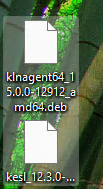 klnagent64_1
5.0.0-12912_a
md64.deb
kesl_12.3.0-...